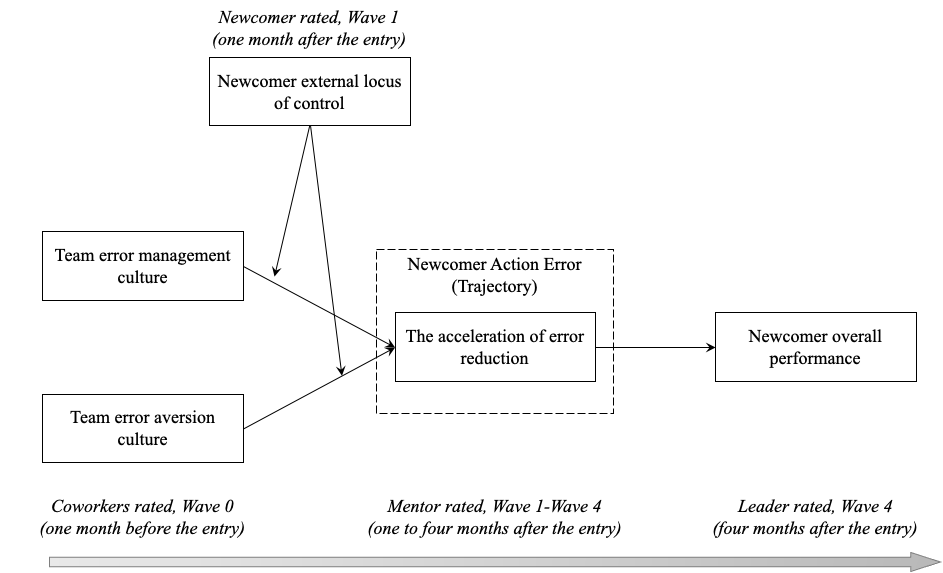 Newcomer rated, Wave 1
(one month after the entry)
Newcomer external locus
of control
Team error management
culture
Newcomer Action Error
(Trajectory)
The acceleration of error
reduction
Newcomer overall
performance
Team error aversion
culture
Coworkers rated, Wave 0
(one month before the entry)
Mentor rated, Wave 1-Wave 4
(one to four months after the entry)
Leader rated, Wave 4
(four months after the entry)